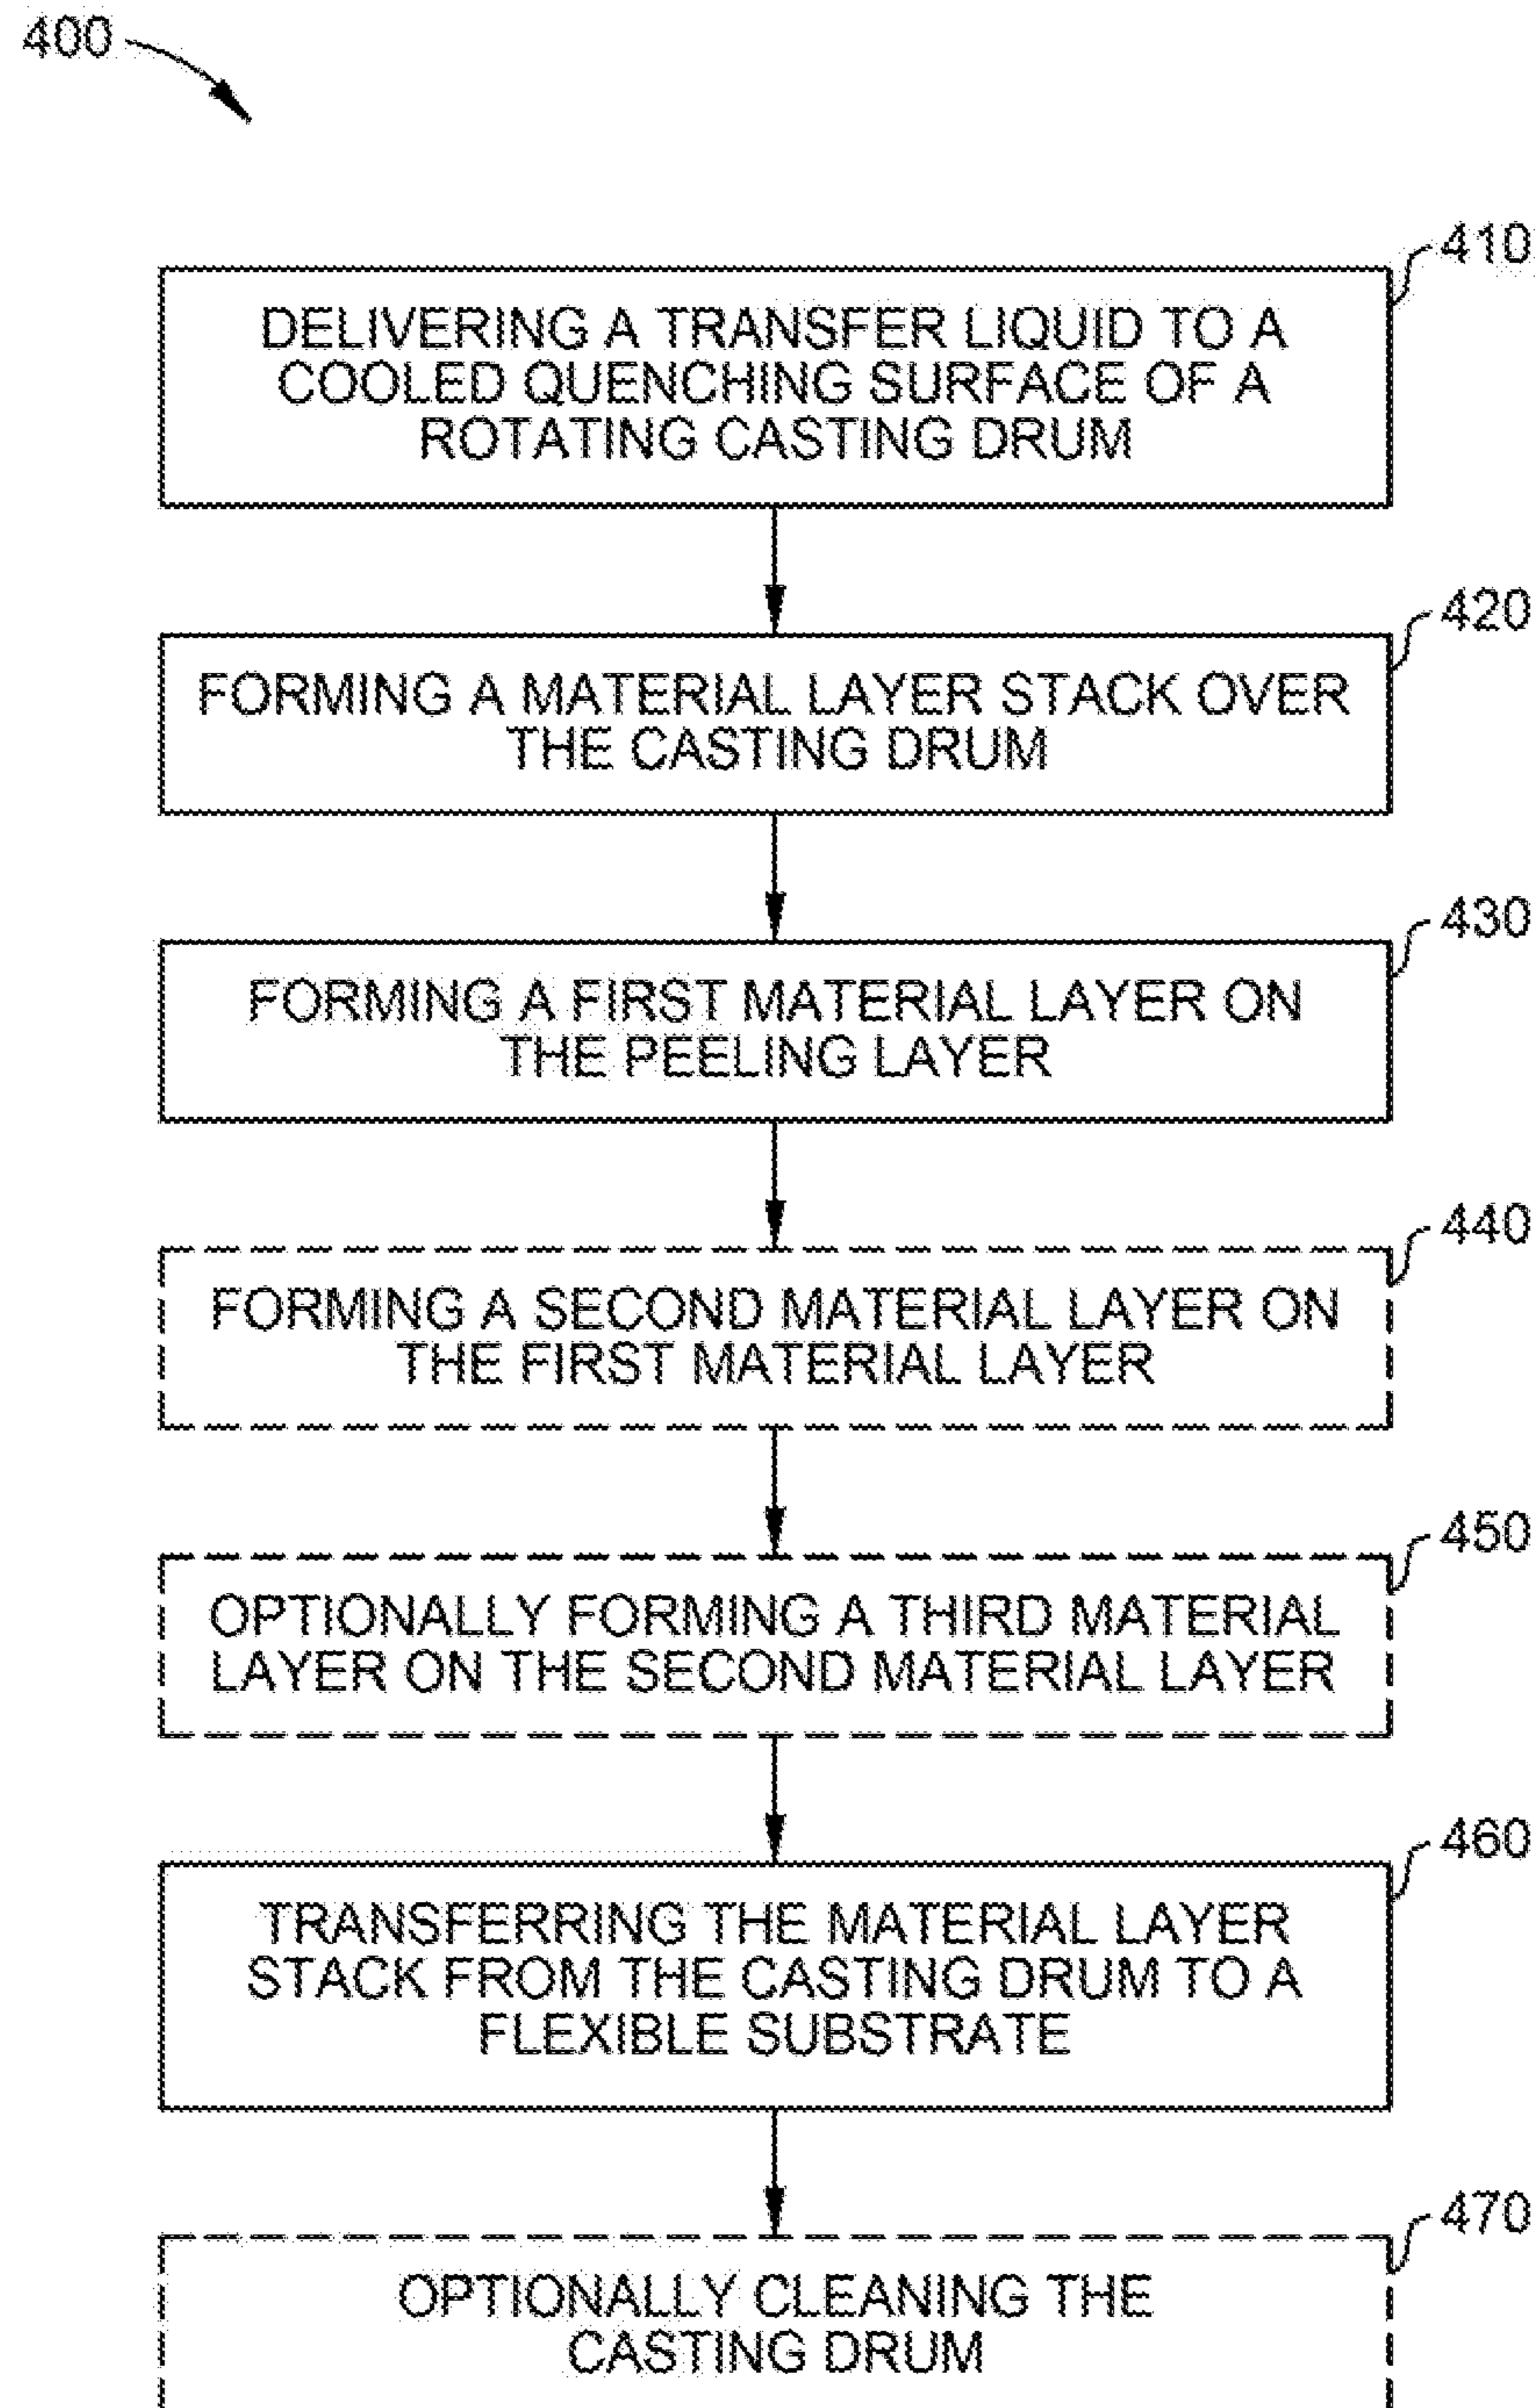 400
410
DELIVERING A TRANSFER LIQUID TO A
COOLED QUENCHING SURFACE OF A
ROTATING CASTING DRUM
420
FORMING A MATERIAL LAYER STACK OVER
THE CASTING DRUM
430
FORMING A FIRST MATERIAL LAYER ON
THE PEELING LAYER
440
FORMING A SECOND MATERIAL LAYER ON
THE FIRST MATERIAL LAYER
450
OPTIONALLY FORMING A THIRD MATERIAL
LAYER ON THE SECOND MATERIAL LAYER
460
TRANSFERRING THE MATERIAL LAYER
STACK FROM THE CASTING DRUM TO A
FLEXIBLE SUBSTRATE
470
OPTIONALLY CLEANING THE
CASTING DRUM